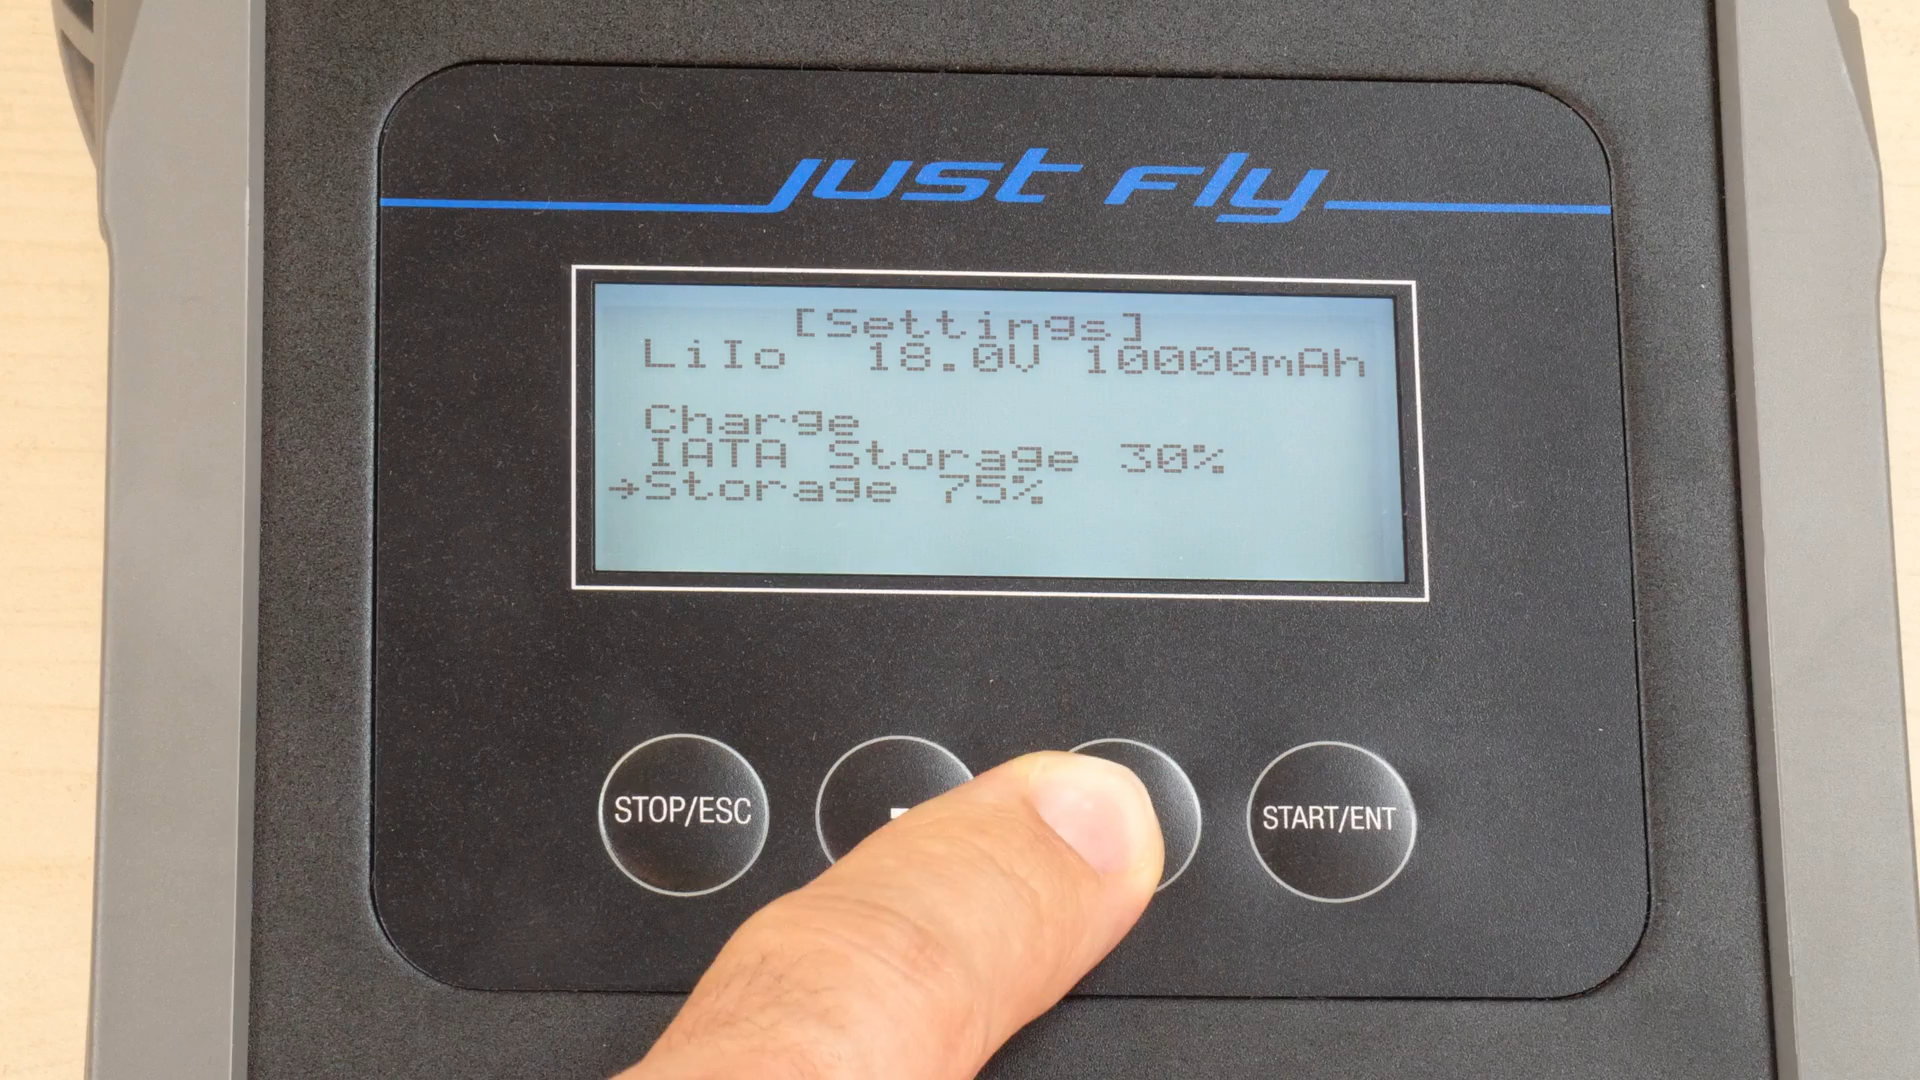 just fly
[Settings]
LiIo 18.0V 10000mAh
Charge
IATA Storage 30%
→Storage 75%
STOP/ESC
START/ENT